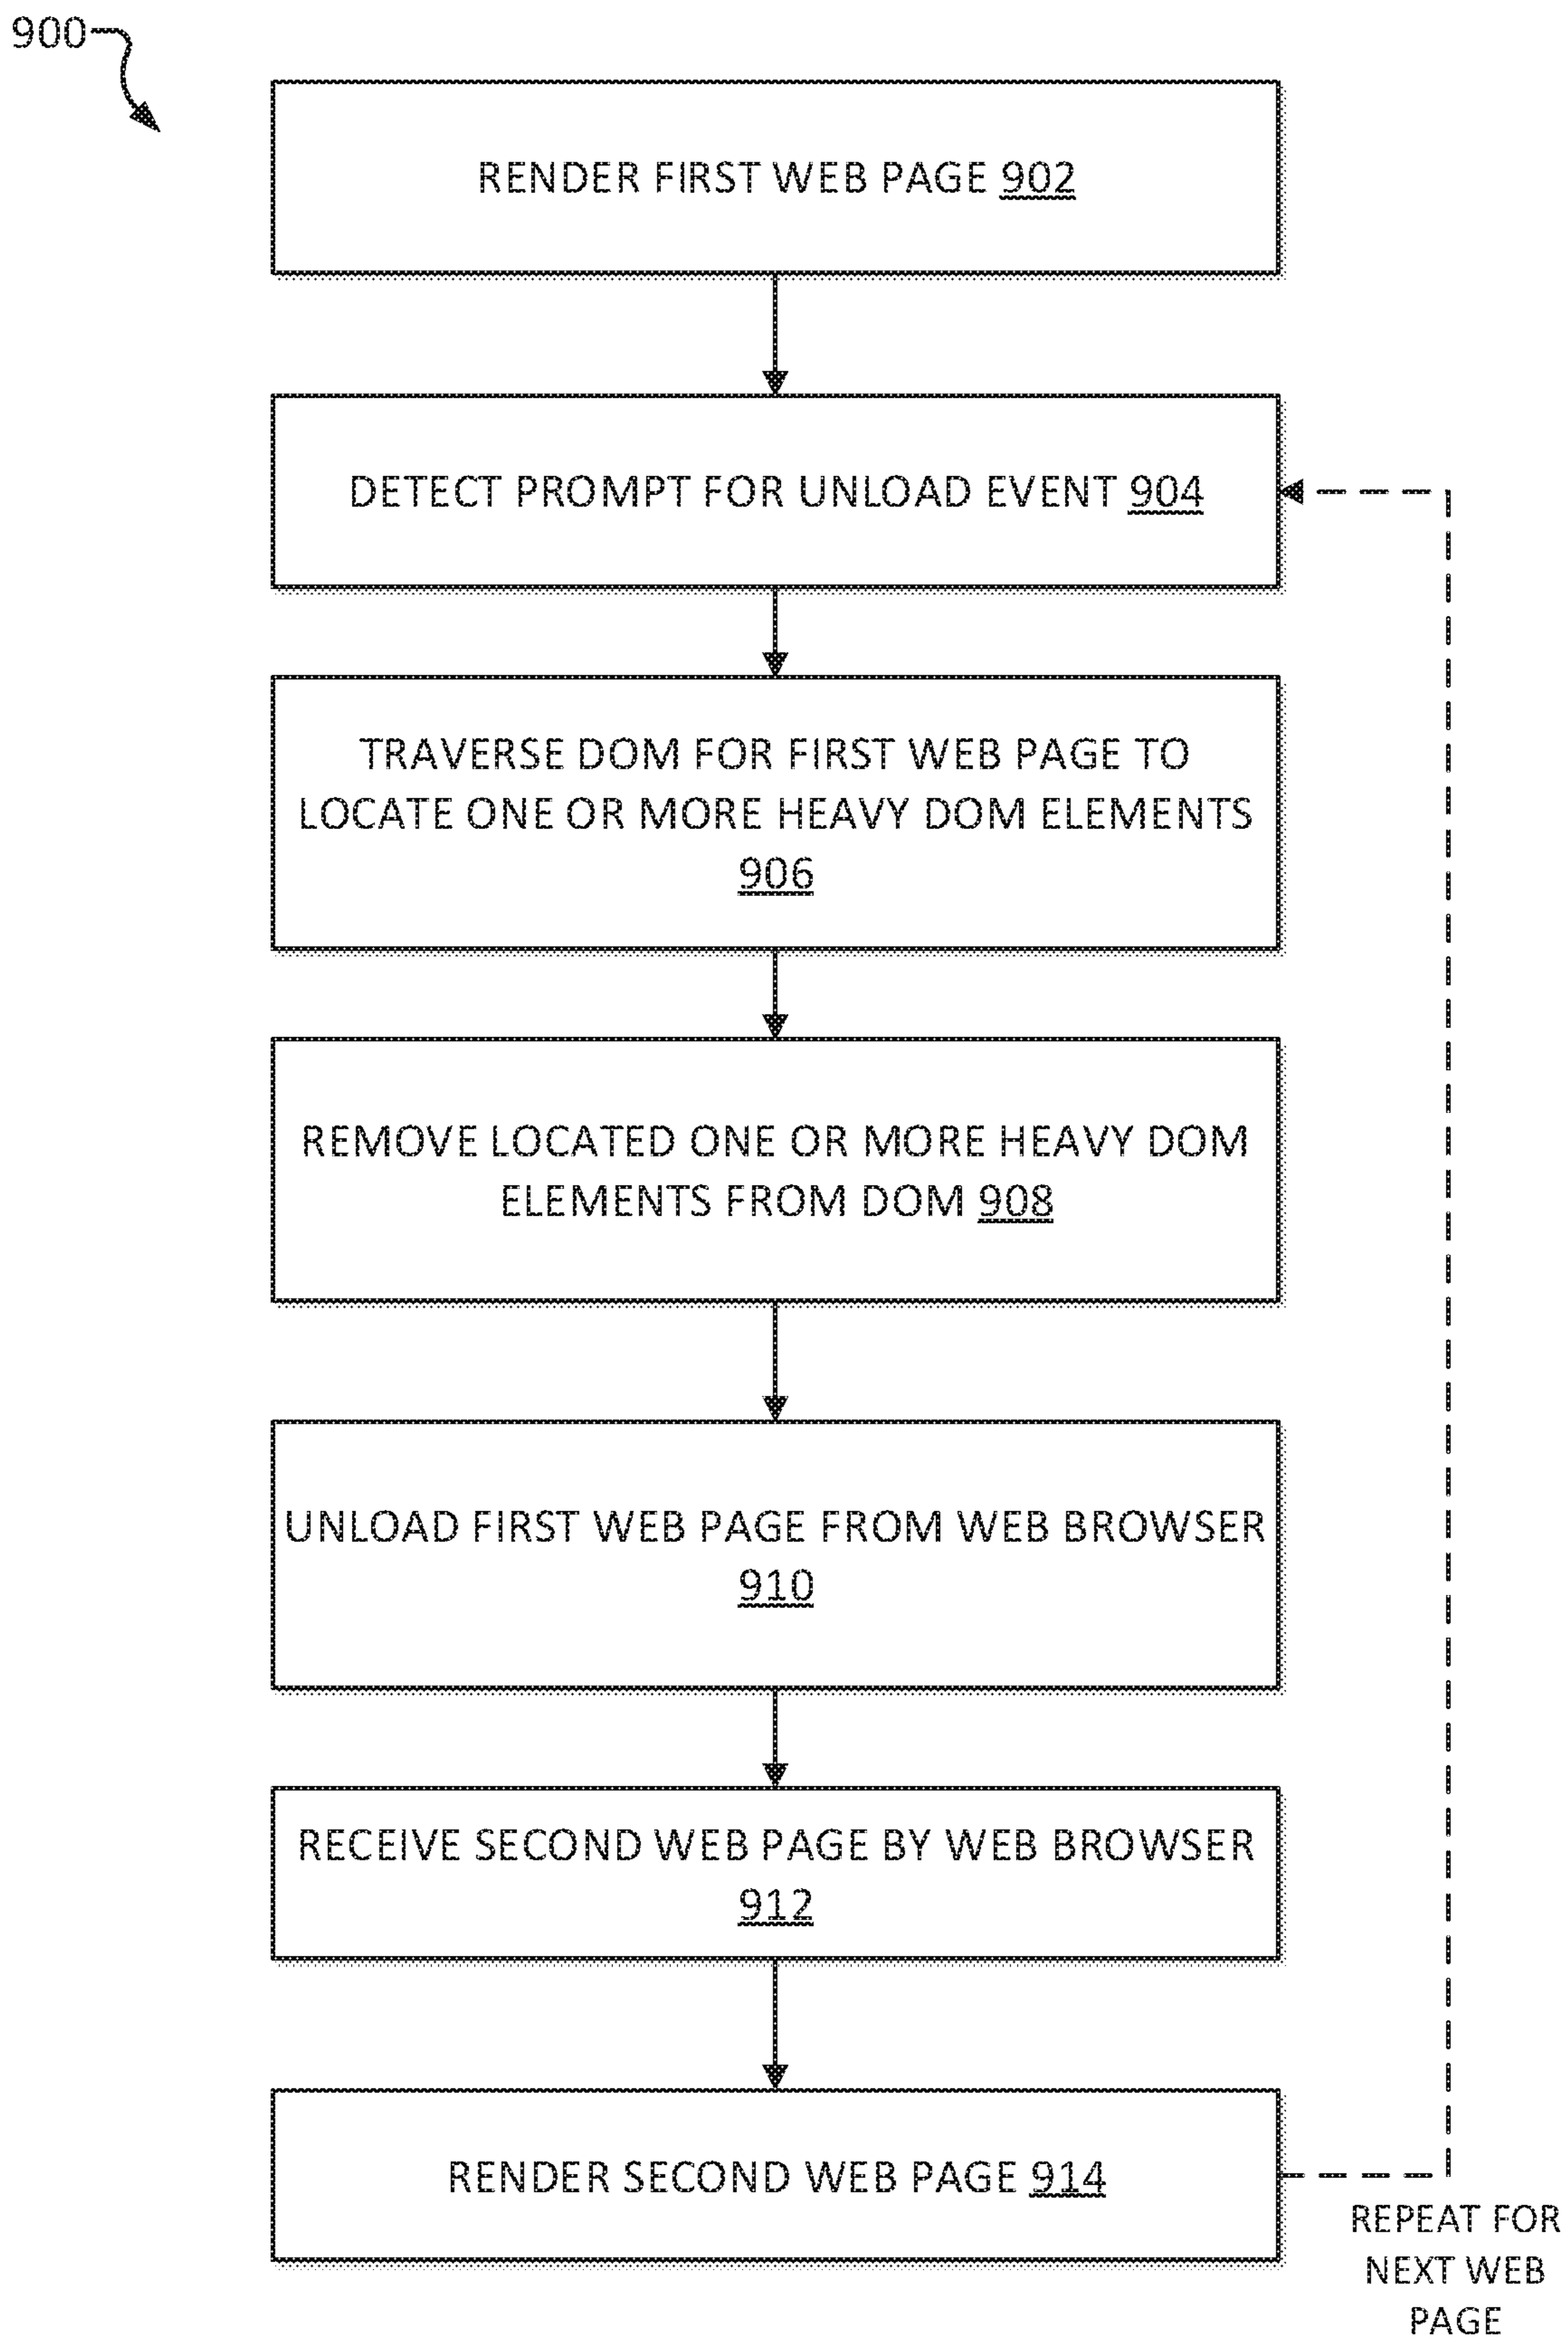 900
RENDER FIRST WEB PAGE 902
DETECT PROMPT FOR UNLOAD EVENT 904
TRAVERSE DOM FOR FIRST WEB PAGE TO
LOCATE ONE OR MORE HEAVY DOM ELEMENTS
906
REMOVE LOCATED ONE OR MORE HEAVY DOM
ELEMENTS FROM DOM 908
UNLOAD FIRST WEB PAGE FROM WEB BROWSER
910
RECEIVE SECOND WEB PAGE BY WEB BROWSER
912
RENDER SECOND WEB PAGE 914
REPEAT FOR
NEXT WEB
PAGE